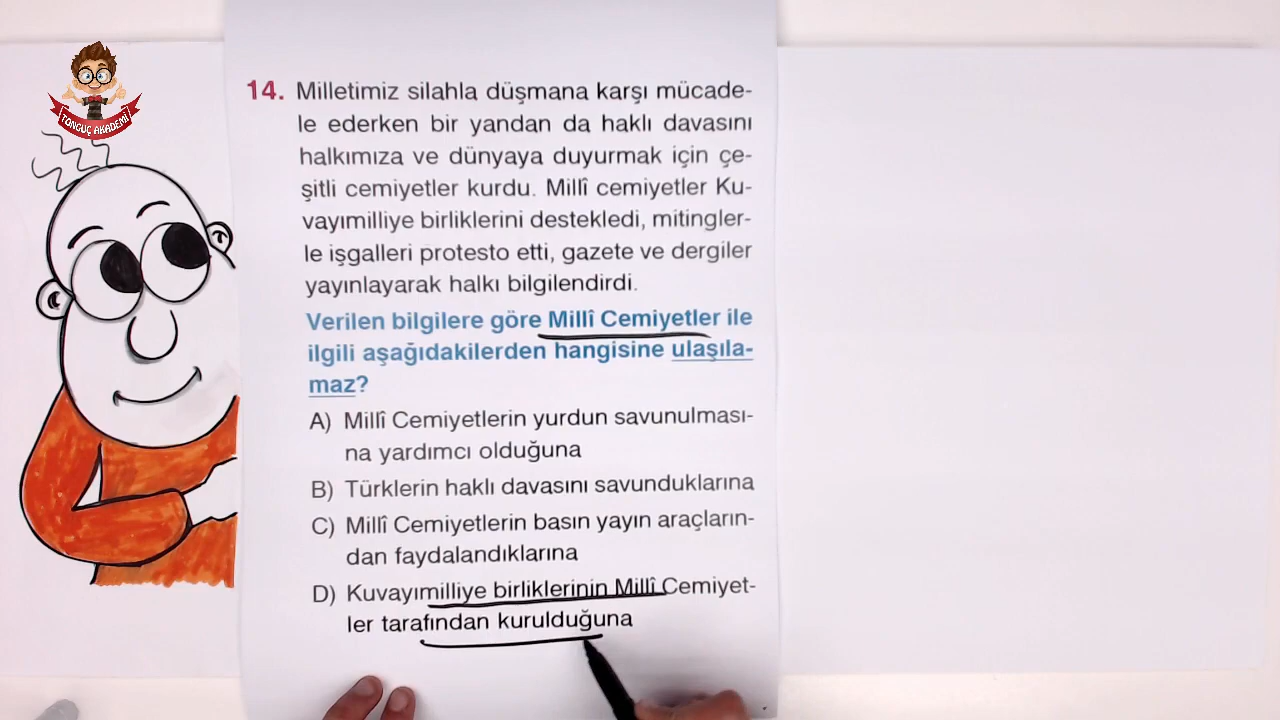 TONGUÇ AKADEMİ
14. Milletimiz silahla düşmana karşı mücade-
le ederken bir yandan da haklı davasını
halkımıza ve dünyaya duyurmak için çe-
şitli cemiyetler kurdu. Millî cemiyetler Ku-
vayımilliye birliklerini destekledi, mitingler-
le işgalleri protesto etti, gazete ve dergiler
yayınlayarak halkı bilgilendirdi.
Verilen bilgilere göre Millî Cemiyetler ile
ilgili aşağıdakilerden hangisine ulaşıla-
maz?
A) Millî Cemiyetlerin yurdun savunulması-
na yardımcı olduğuna
B) Türklerin haklı davasını savunduklarına
C) Millî Cemiyetlerin basın yayın araçların-
dan faydalandıklarına
D) Kuvayımilliye birliklerinin Millî Cemiyet-
ler tarafından kurulduğuna